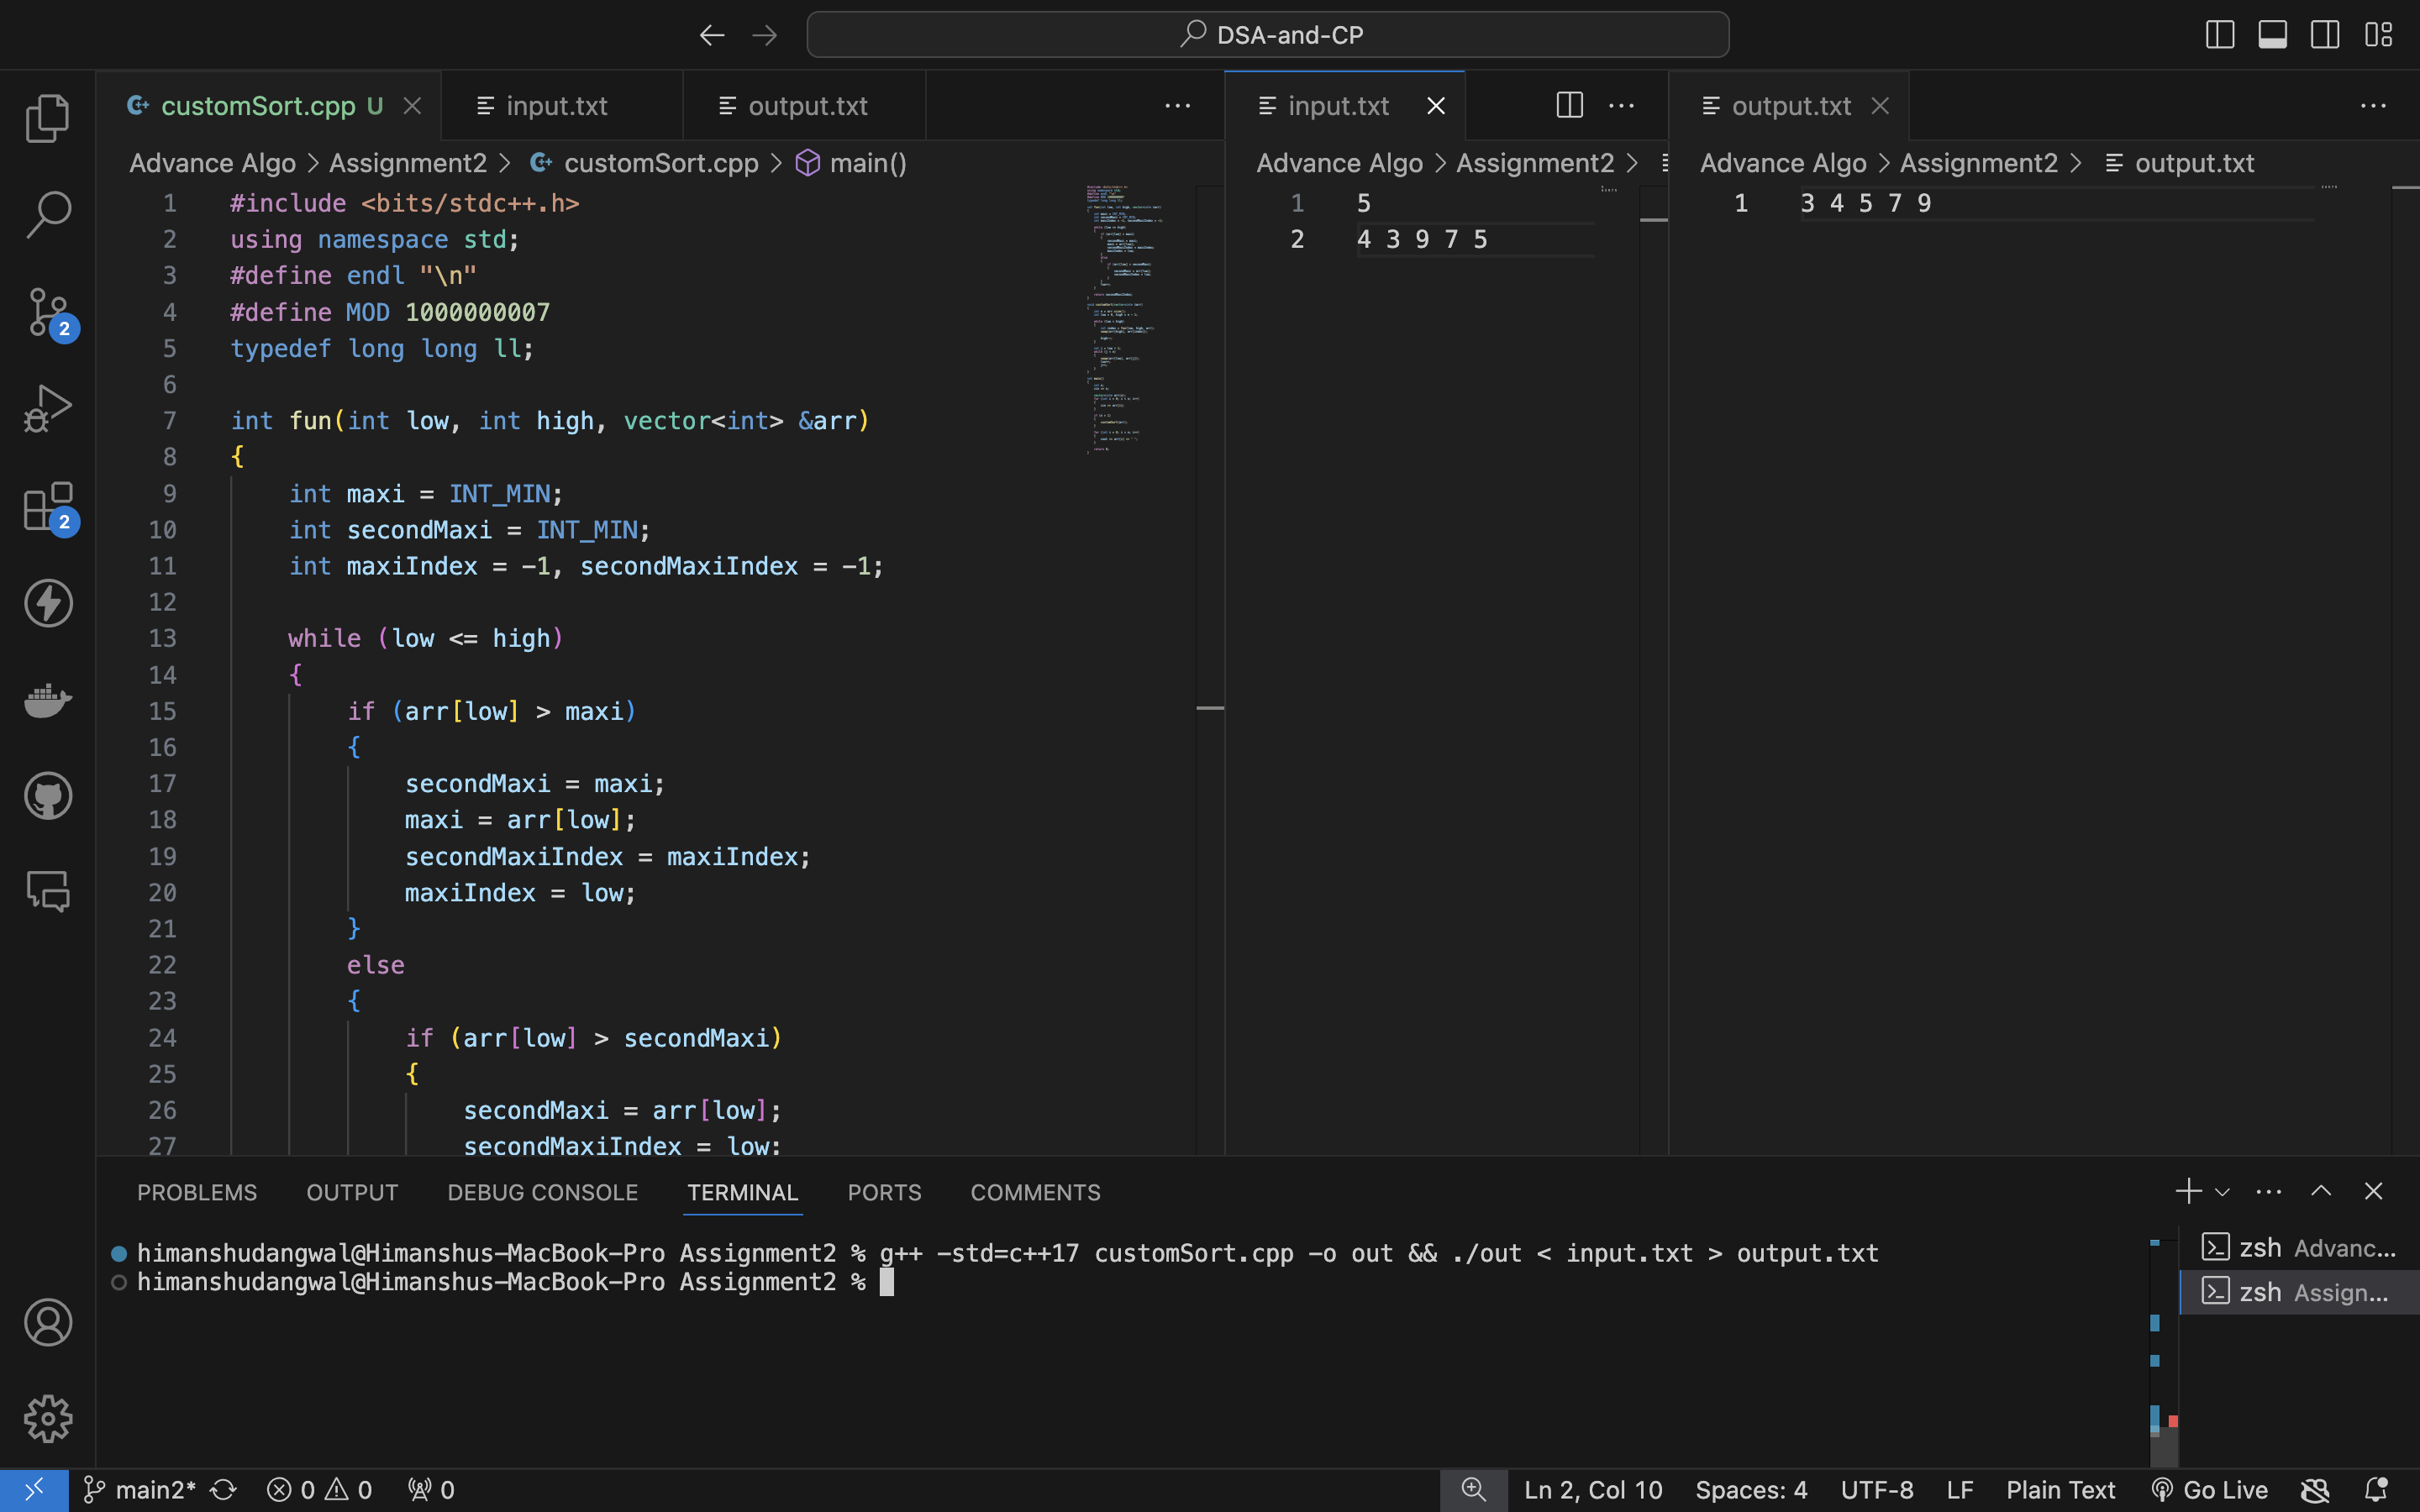 DSA-and-CP
customSort.cpp U
input.txt
output.txt
input.txt
output.txt
Advance Algo > Assignment2 > customSort.cpp > main()
Advance Algo > Assignment2 >
Advance Algo > Assignment2 > output.txt
1 #include <bits/stdc++.h>
2 using namespace std;
3 #define endl "\n"
4 #define MOD 1000000007
5 typedef long long ll;
6
7 int fun(int low, int high, vector<int> &arr)
8 {
9 int maxi = INT_MIN;
10 int secondMaxi = INT_MIN;
11 int maxiIndex = -1, secondMaxiIndex = -1;
12
13 while (low <= high)
14 {
15 if (arr[low] > maxi)
16 {
17 secondMaxi = maxi;
18 maxi = arr[low];
19 secondMaxiIndex = maxiIndex;
20 maxiIndex = low;
21 }
22 else
23 {
24 if (arr[low] > secondMaxi)
25 {
26 secondMaxi = arr[low];
27 secondMaxiIndex = low;
1 5
2 4 3 9 7 5
1 3 4 5 7 9
2
2
PROBLEMS OUTPUT DEBUG CONSOLE TERMINAL PORTS COMMENTS
himanshudangwal@Himanshus-MacBook-Pro Assignment2 % g++ -std=c++17 customSort.cpp -o out && ./out < input.txt > output.txt
himanshudangwal@Himanshus-MacBook-Pro Assignment2 %
zsh Advanc...
zsh Assign...
main2* 0 0 0 Ln 2, Col 10 Spaces: 4 UTF-8 LF Plain Text Go Live